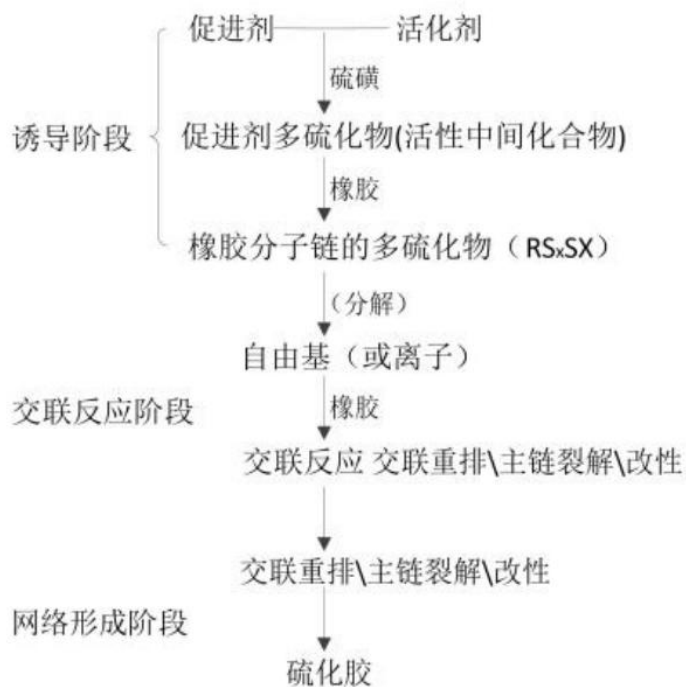 促进剂 活化剂
硫磺
诱导阶段
促进剂多硫化物(活性中间化合物)
橡胶
橡胶分子链的多硫化物（RSxSX）
（分解）
自由基（或离子）
橡胶
交联反应阶段
交联反应 交联重排\主链裂解\改性
交联重排\主链裂解\改性
网络形成阶段
硫化胶